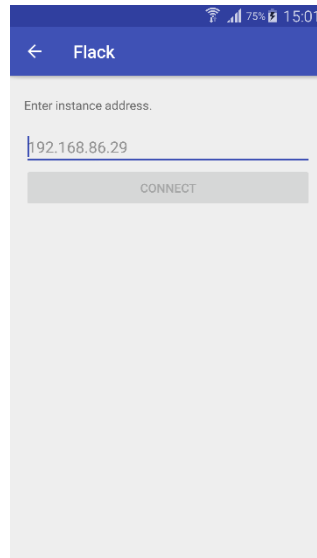 75% 15:01
Flack
Enter instance address.
192.168.86.29
CONNECT